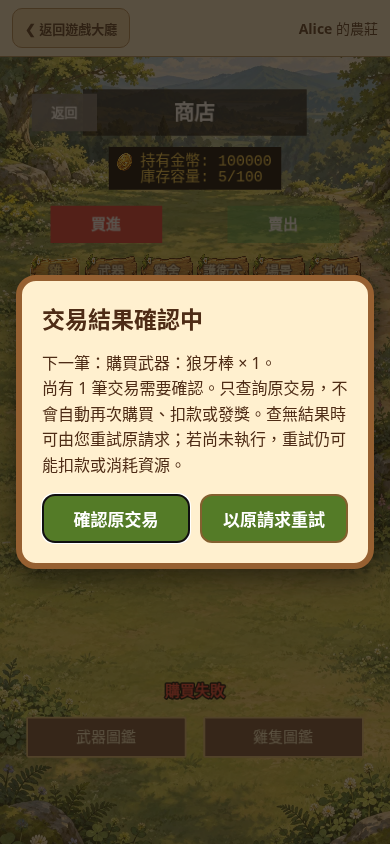 ❮ 返回遊戲大廳
Alice 的農莊
返回
商店
持有金幣: 100000
庫存容量: 5/100
買進
賣出
武器
其他
交易結果確認中
下一筆：購買武器：狼牙棒 × 1。
尚有 1 筆交易需要確認。只查詢原交易，不
會自動再次購買、扣款或發獎。查無結果時
可由您重試原請求；若尚未執行，重試仍可
能扣款或消耗資源。
確認原交易
以原請求重試
購買失敗
武器圖鑑
雞隻圖鑑